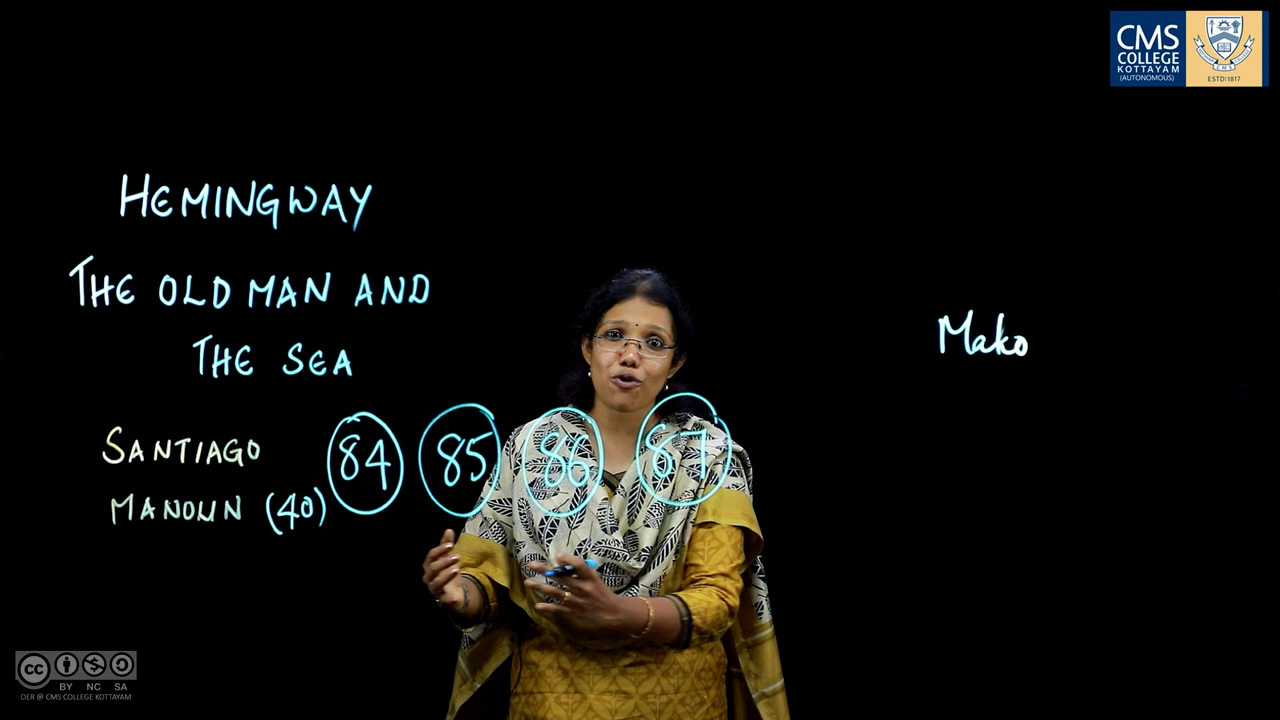 CMS
COLLEGE
KOTTAYAM
(AUTONOMOUS)
ESTD:1817
HEMINGWAY
THE OLD MAN AND
THE SEA
Mako
SANTIAGO 84 85 86 87
MANOLIN (40)
cc
BY NC SA
OER @ CMS COLLEGE KOTTAYAM